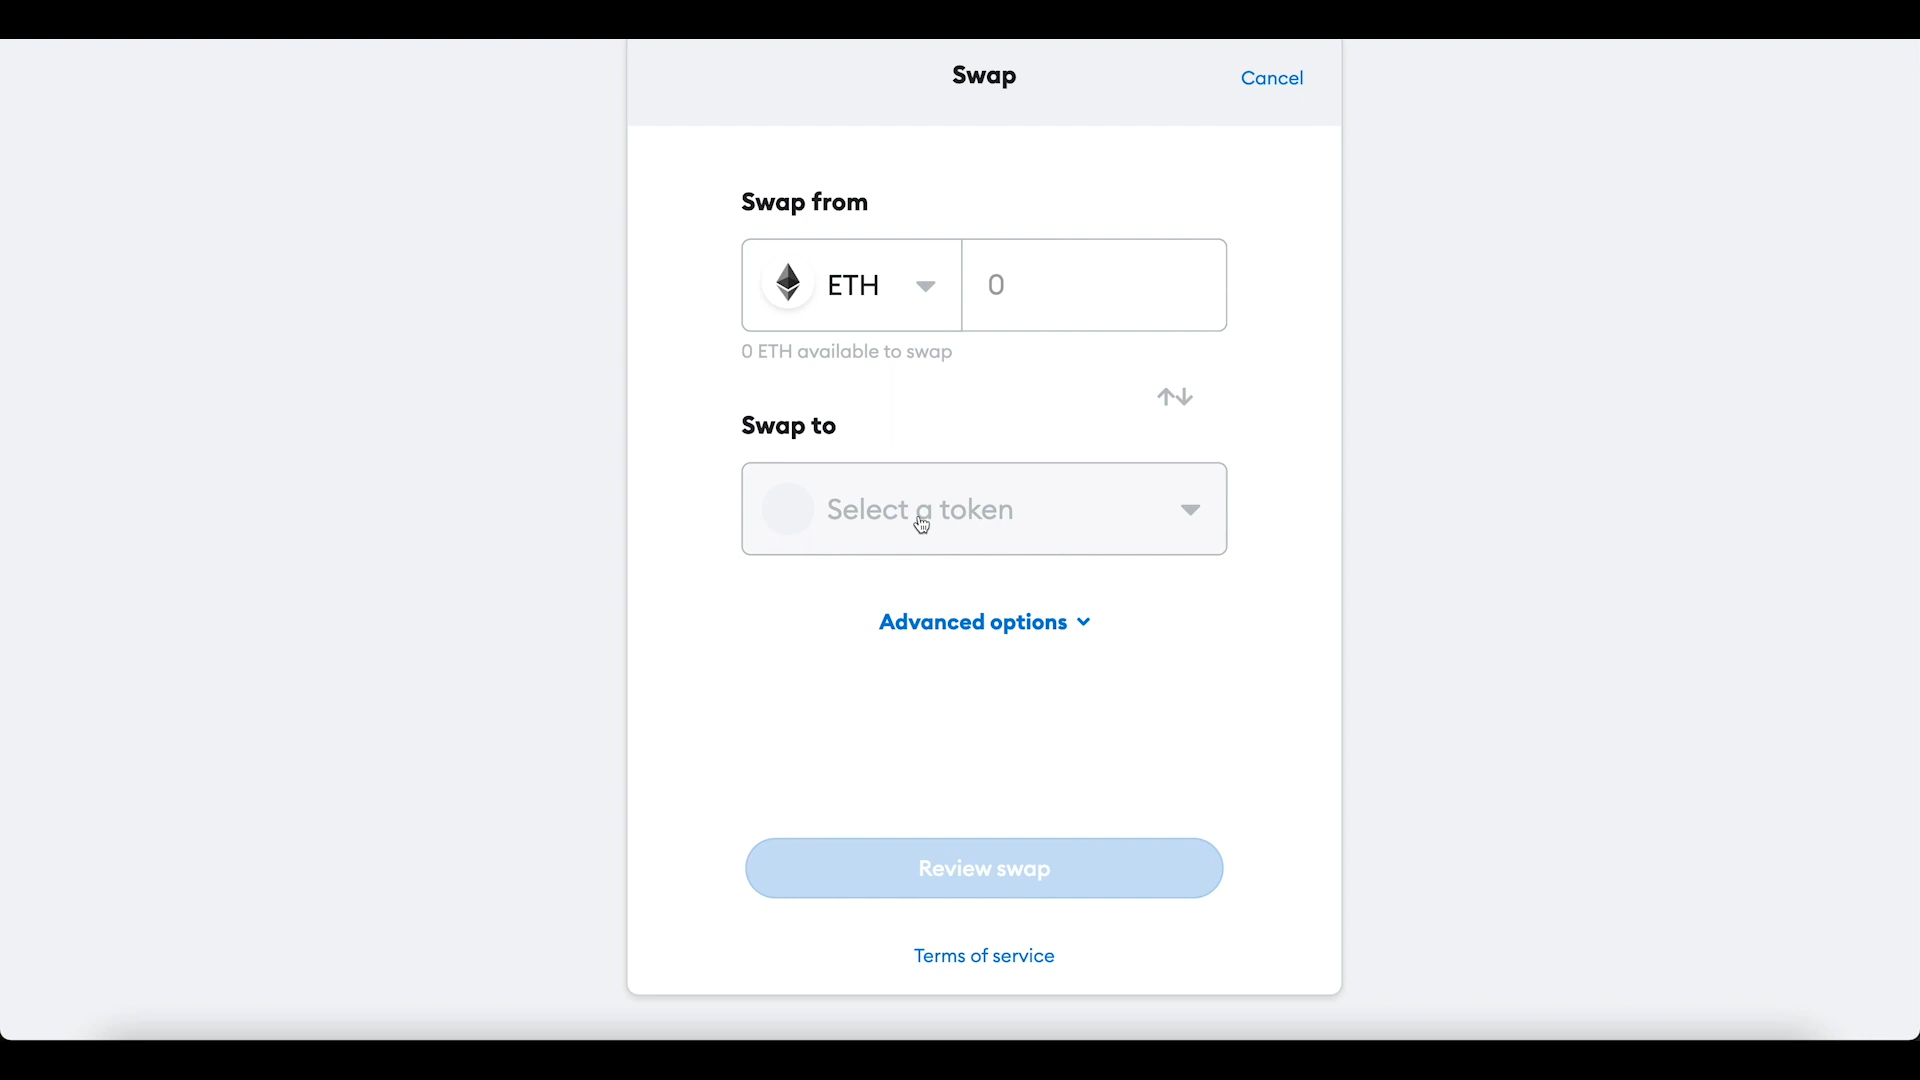 Swap
Cancel
Swap from
ETH
0
0 ETH available to swap
Swap to
Select a token
Advanced options
Review swap
Terms of service